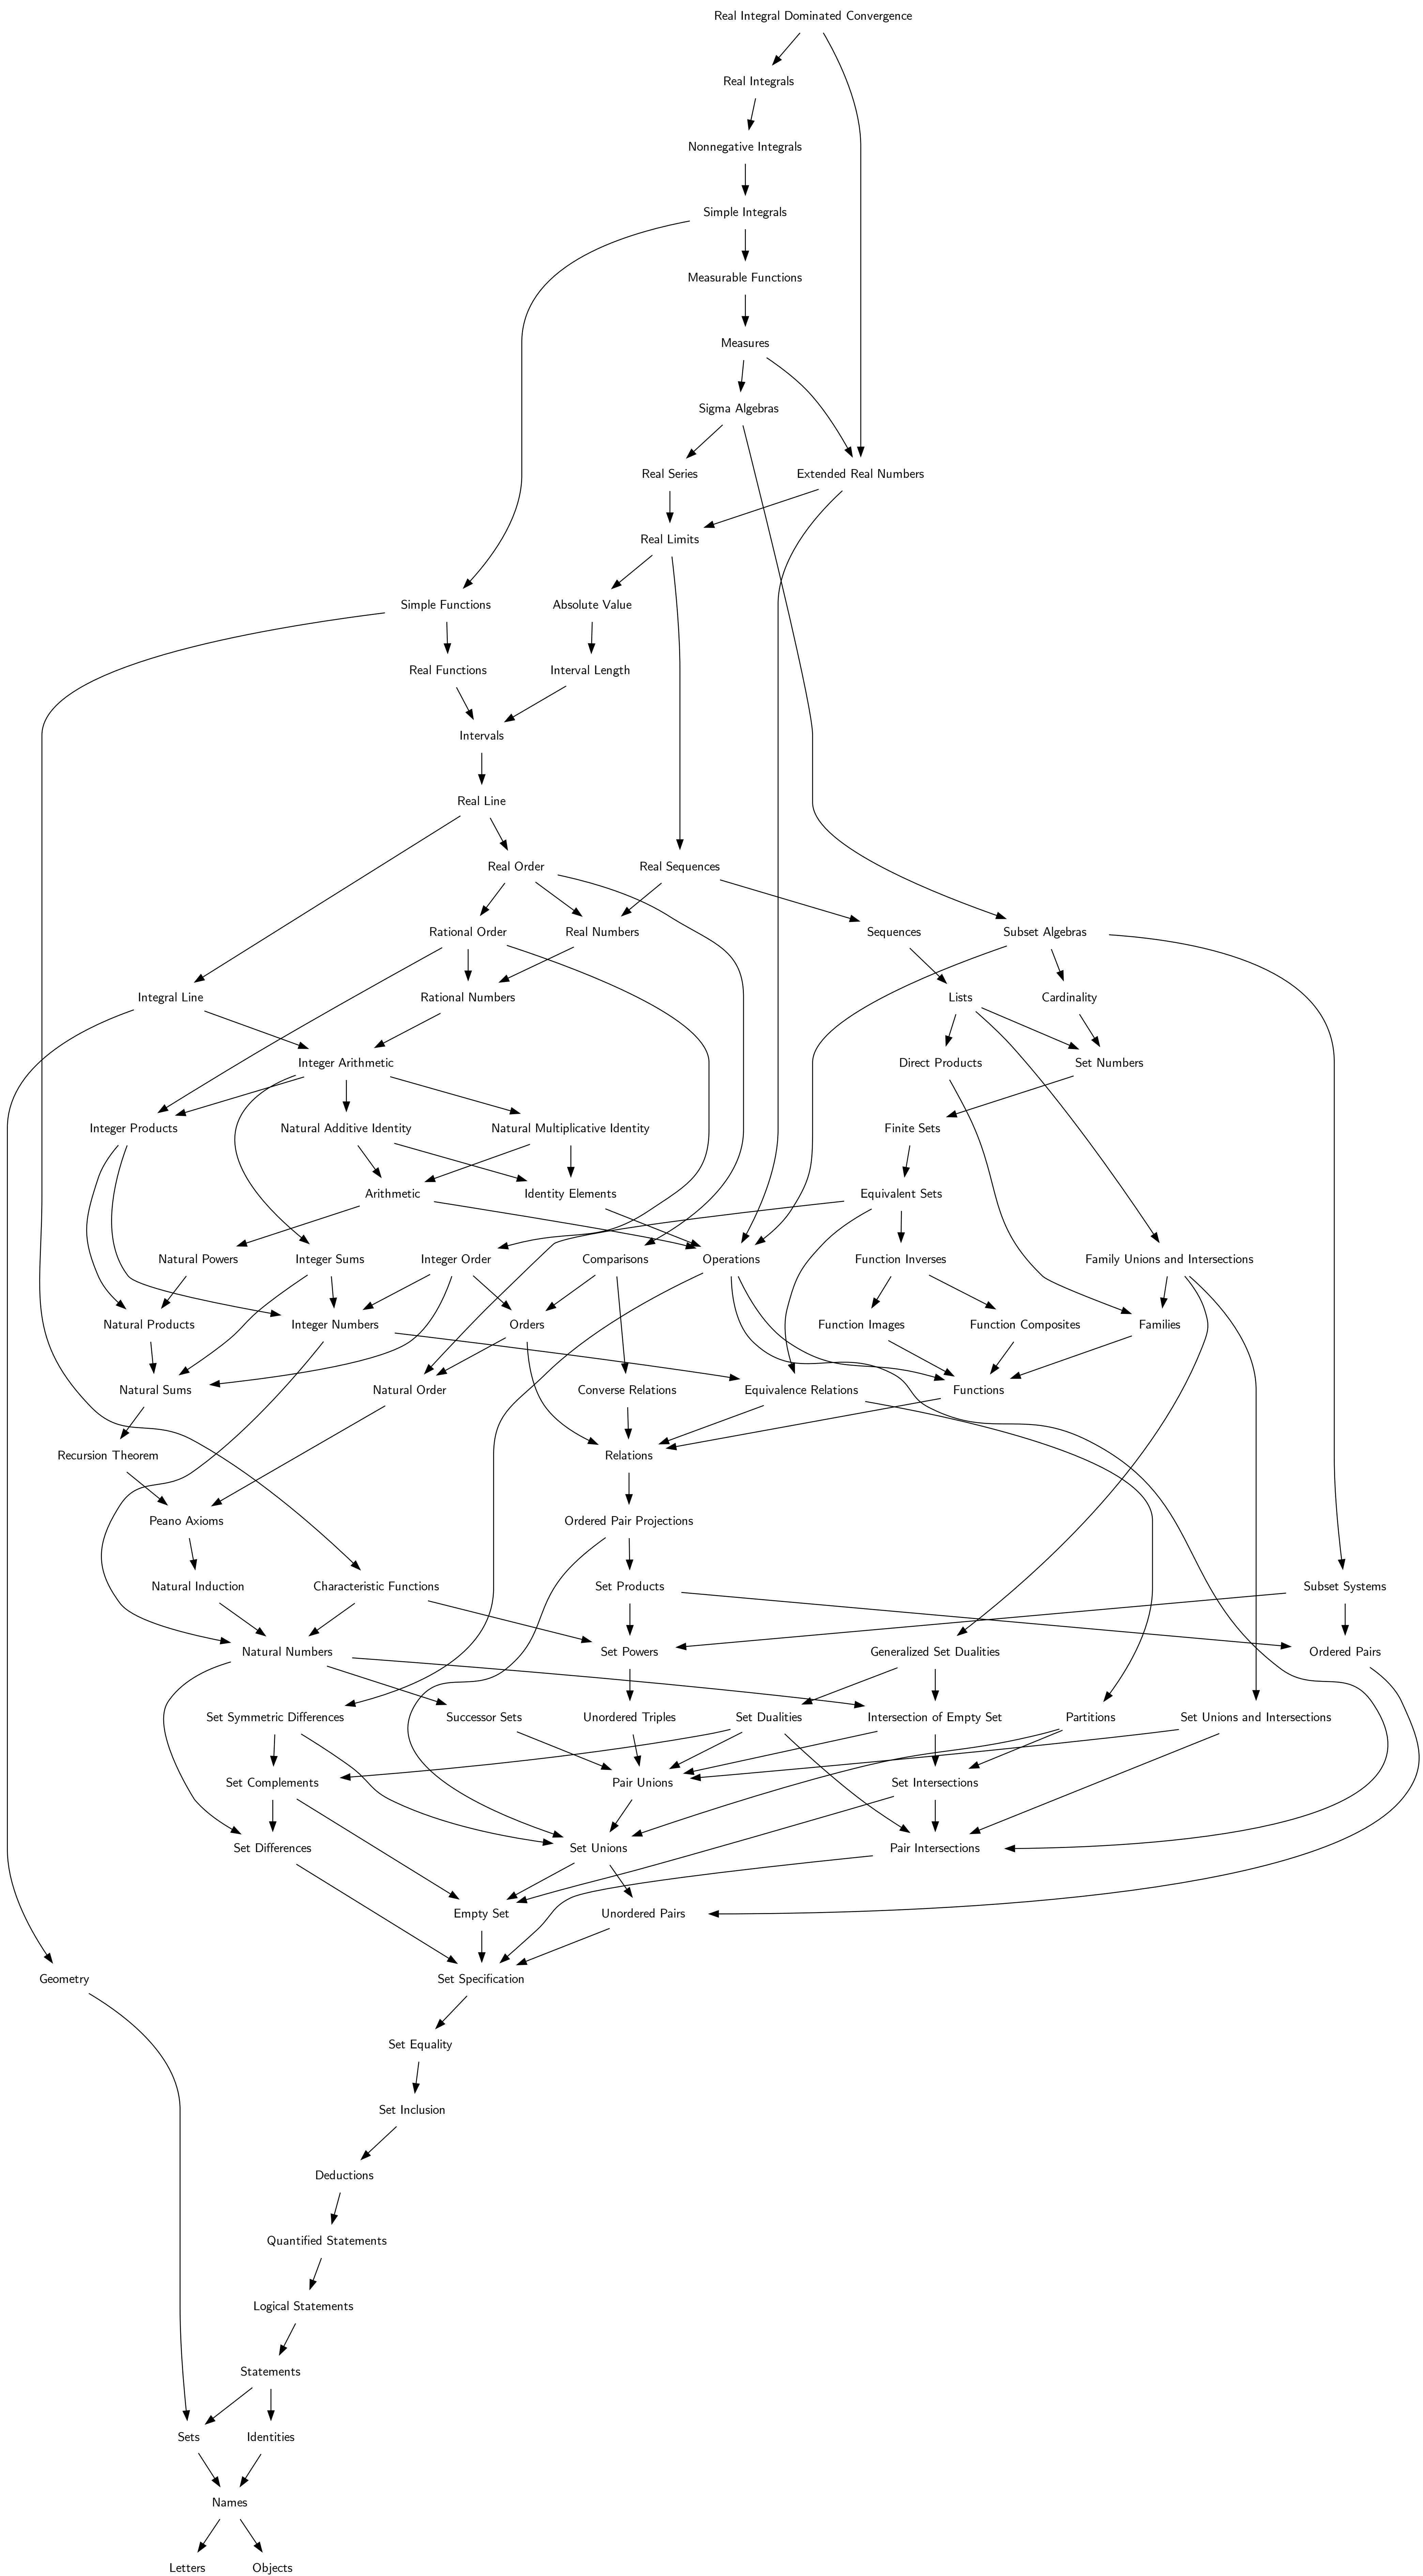 Real Integral Dominated Convergence
Real Integrals
Nonnegative Integrals
Simple Integrals
Measurable Functions
Measures
Sigma Algebras
Real Series
Extended Real Numbers
Real Limits
Simple Functions
Absolute Value
Real Functions
Interval Length
Intervals
Real Line
Real Order
Real Sequences
Rational Order
Real Numbers
Sequences
Subset Algebras
Integral Line
Rational Numbers
Lists
Cardinality
Integer Arithmetic
Direct Products
Set Numbers
Integer Products
Natural Additive Identity
Natural Multiplicative Identity
Finite Sets
Arithmetic
Identity Elements
Equivalent Sets
Natural Powers
Integer Sums
Integer Order
Comparisons
Operations
Function Inverses
Family Unions and Intersections
Natural Products
Integer Numbers
Orders
Function Images
Function Composites
Families
Natural Sums
Natural Order
Converse Relations
Equivalence Relations
Functions
Recursion Theorem
Relations
Peano Axioms
Ordered Pair Projections
Natural Induction
Characteristic Functions
Set Products
Subset Systems
Natural Numbers
Set Powers
Generalized Set Dualities
Ordered Pairs
Set Symmetric Differences
Successor Sets
Unordered Triples
Set Dualities
Intersection of Empty Set
Partitions
Set Unions and Intersections
Set Complements
Pair Unions
Set Intersections
Set Differences
Set Unions
Pair Intersections
Empty Set
Unordered Pairs
Geometry
Set Specification
Set Equality
Set Inclusion
Deductions
Quantified Statements
Logical Statements
Statements
Sets
Identities
Names
Letters
Objects